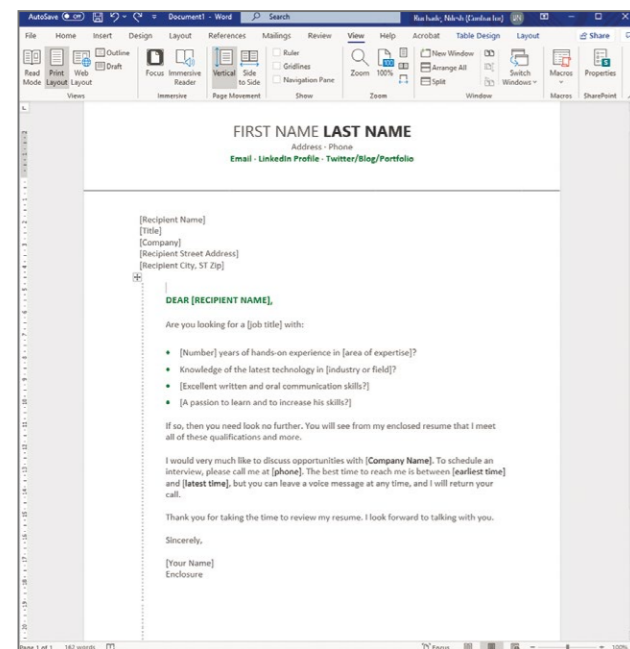 AutoSave Off Document1 - Word Search
File Home Insert Design Layout References Mailings Review View Help Acrobat Table Design Layout Share
Read Mode Print Layout Web Layout Outline Draft Focus Immersive Reader Vertical Side to Side Ruler Gridlines Navigation Pane Zoom 100% New Window Arrange All Split Switch Windows Macros Properties
Views Immersive Page Movement Show Zoom Window Macros SharePoint
FIRST NAME LAST NAME
Address · Phone
Email · LinkedIn Profile · Twitter/Blog/Portfolio
[Recipient Name]
[Title]
[Company]
[Recipient Street Address]
[Recipient City, ST Zip]
DEAR [RECIPIENT NAME],
Are you looking for a [job title] with:
• [Number] years of hands-on experience in [area of expertise]?
• Knowledge of the latest technology in [industry or field]?
• [Excellent written and oral communication skills?]
• [A passion to learn and to increase his skills?]
If so, then you need look no further. You will see from my enclosed resume that I meet
all of these qualifications and more.
I would very much like to discuss opportunities with [Company Name]. To schedule an
interview, please call me at [phone]. The best time to reach me is between [earliest time]
and [latest time], but you can leave a voice message at any time, and I will return your
call.
Thank you for taking the time to review my resume. I look forward to talking with you.
Sincerely,
[Your Name]
Enclosure
Page 1 of 1 162 words Focus 100%